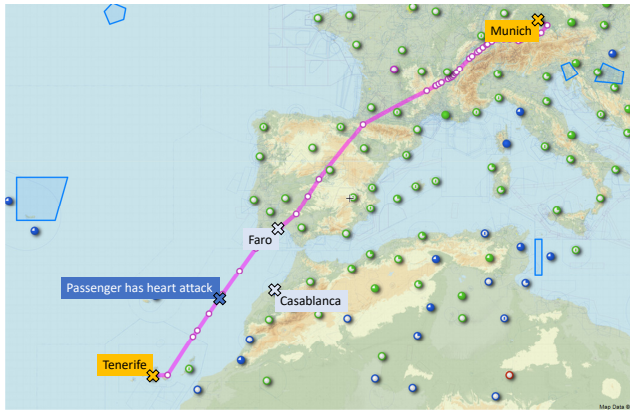 Munich
Faro
Passenger has heart attack
Casablanca
Tenerife
Map Data ©